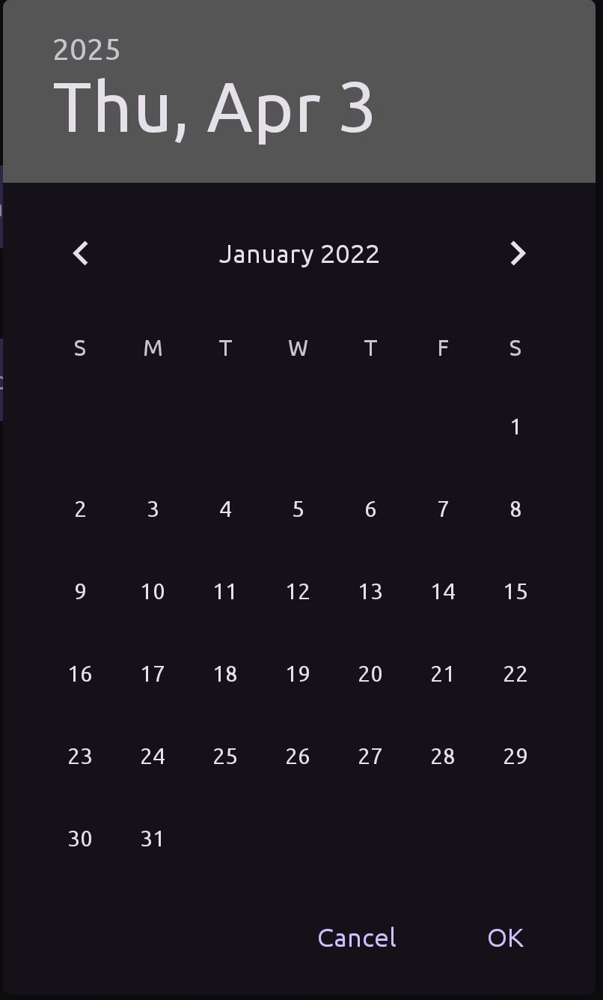 2025
Thu, Apr 3
January 2022
S M T W T F S
1
2 3 4 5 6 7 8
9 10 11 12 13 14 15
16 17 18 19 20 21 22
23 24 25 26 27 28 29
30 31
Cancel OK